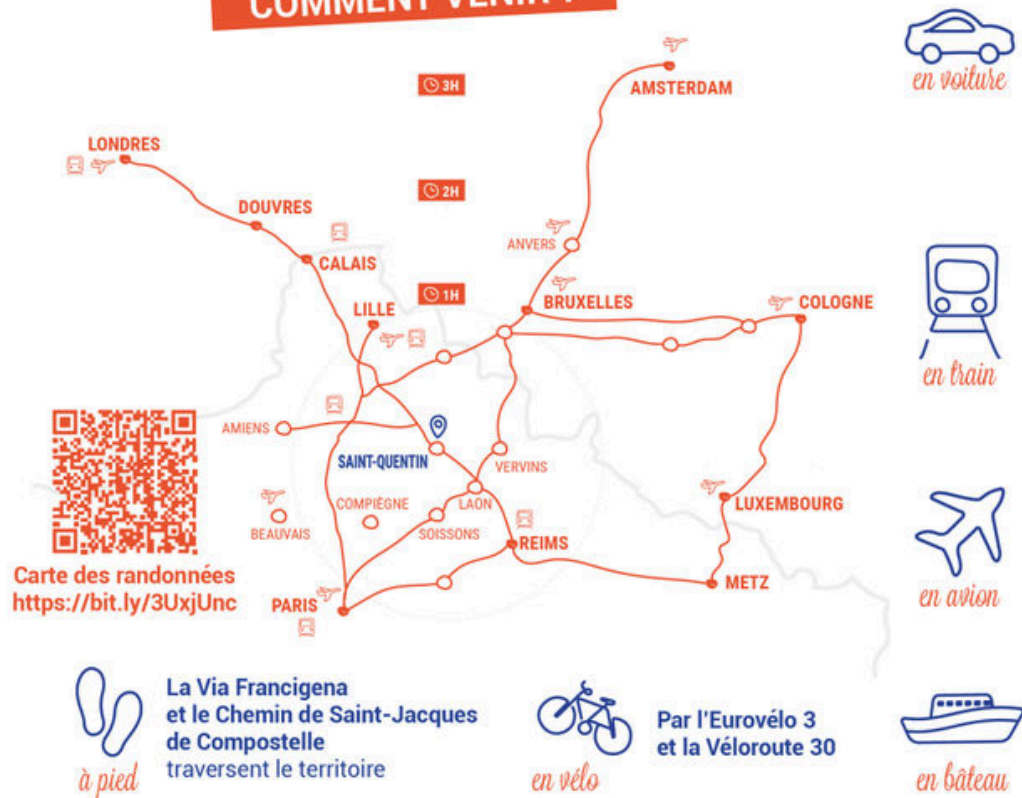 COMMENT VENIR ?
3H
AMSTERDAM
en voiture
LONDRES
2H
DOUVRES
ANVERS
CALAIS
1H
BRUXELLES
COLOGNE
LILLE
en train
AMIENS
SAINT-QUENTIN
VERVINS
COMPIÈGNE
LAON
LUXEMBOURG
BEAUVAIS
SOISSONS
REIMS
Carte des randonnées
https://bit.ly/3UxjUnc
METZ
PARIS
en avion
La Via Francigena
et le Chemin de Saint-Jacques
de Compostelle
traversent le territoire
à pied
Par l'Eurovélo 3
et la Véloroute 30
en vélo
en bâteau